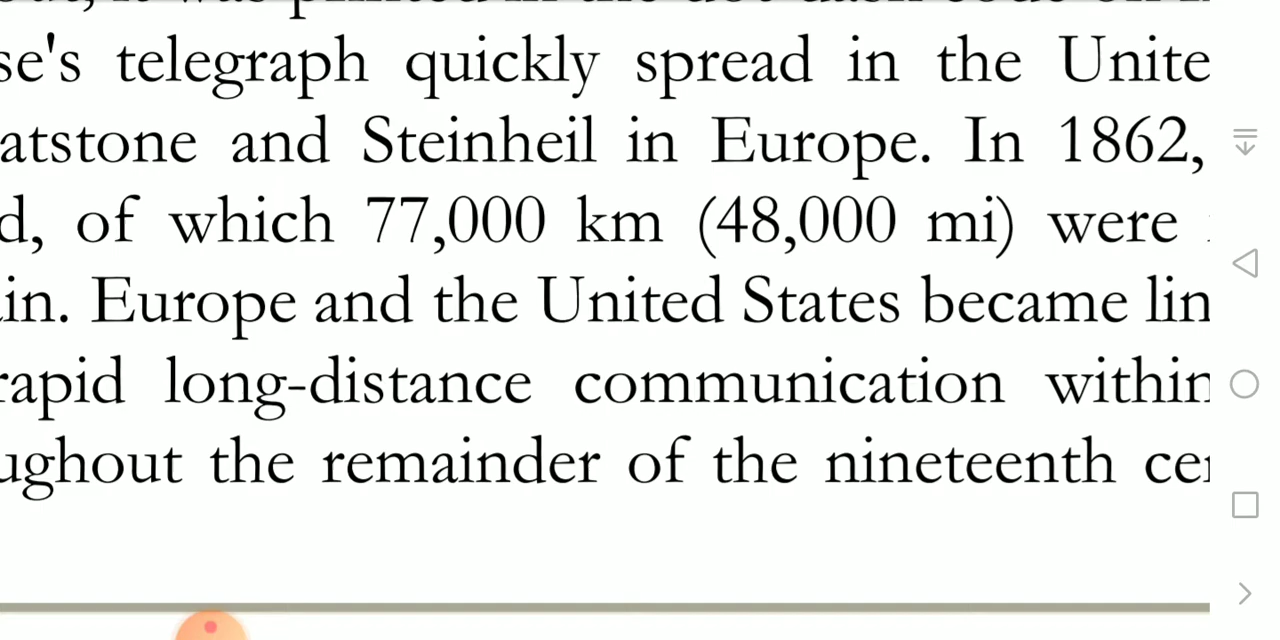 se's telegraph quickly spread in the Unite
atstone and Steinheil in Europe. In 1862,
d, of which 77,000 km (48,000 mi) were
in. Europe and the United States became lin
rapid long-distance communication within
ughout the remainder of the nineteenth cen